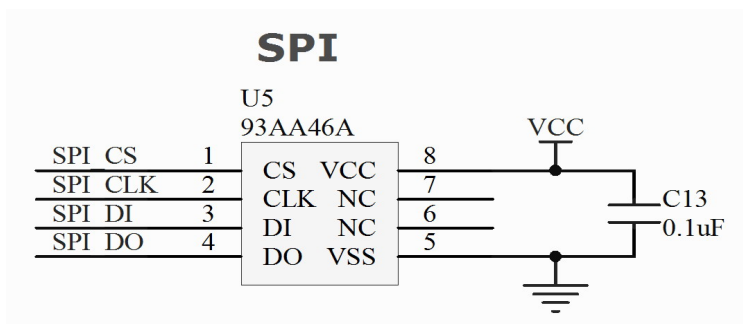 SPI
U5
93AA46A
VCC
SPI_CS 1 CS VCC 8
SPI_CLK 2 CLK NC 7
SPI_DI 3 DI NC 6
SPI_DO 4 DO VSS 5
C13
0.1uF